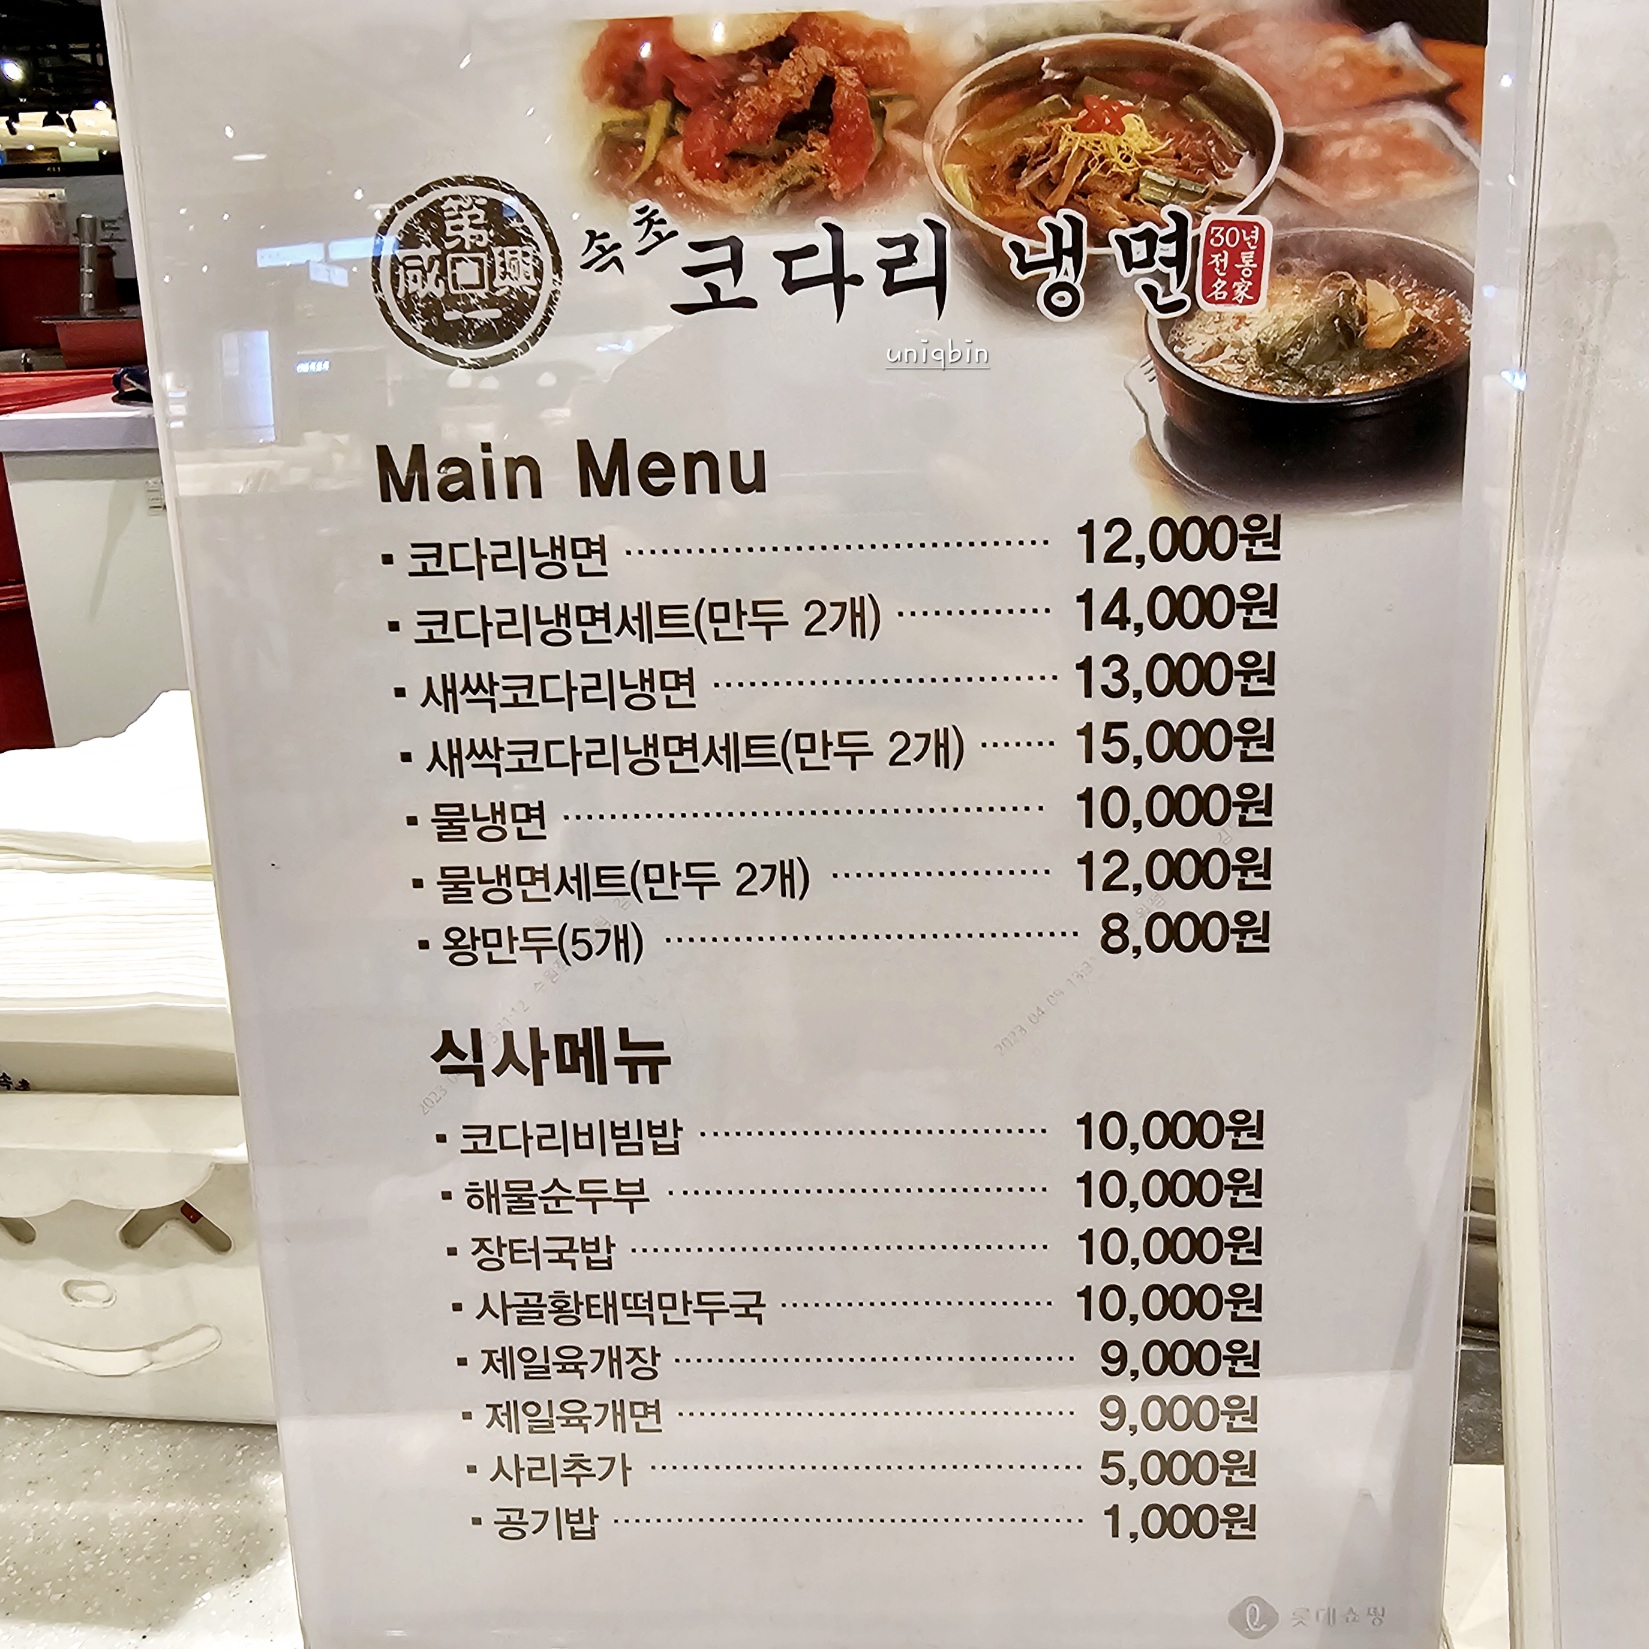 第
咸口興
一
속초 코다리 냉면
30년
전통
名家
uniqbin
Main Menu
▪ 코다리냉면 12,000원
▪ 코다리냉면세트(만두 2개) 14,000원
▪ 새싹코다리냉면 13,000원
▪ 새싹코다리냉면세트(만두 2개) 15,000원
▪ 물냉면 10,000원
▪ 물냉면세트(만두 2개) 12,000원
▪ 왕만두(5개) 8,000원
식사메뉴
▪ 코다리비빔밥 10,000원
▪ 해물순두부 10,000원
▪ 장터국밥 10,000원
▪ 사골황태떡만두국 10,000원
▪ 제일육개장 9,000원
▪ 제일육개면 9,000원
▪ 사리추가 5,000원
▪ 공기밥 1,000원
롯데쇼핑